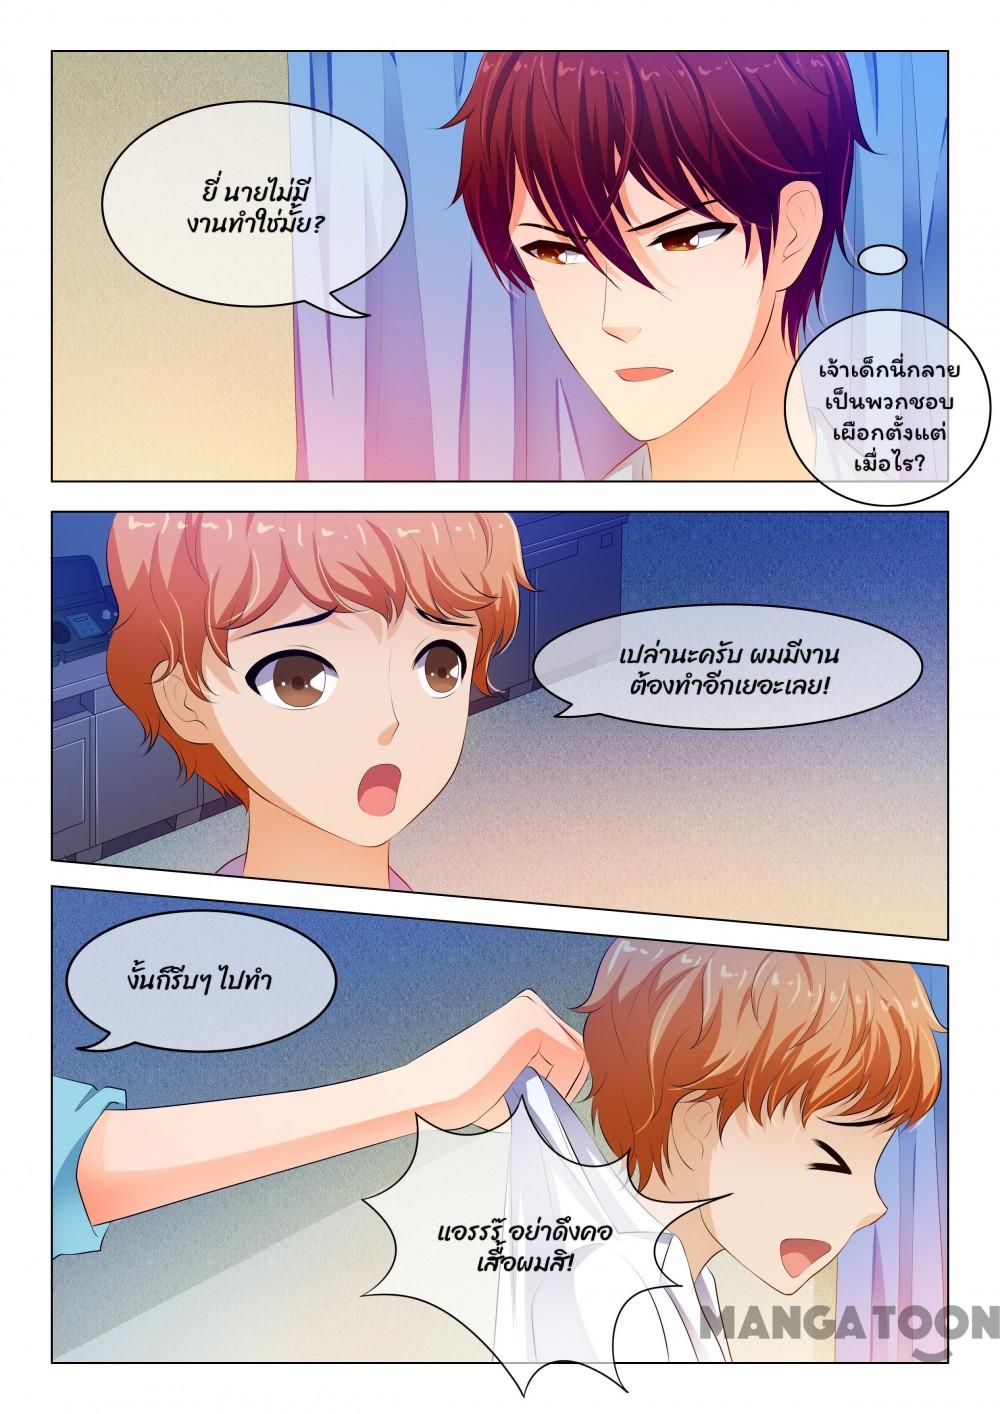 ยี่ นายไม่มี
งานทำใช่มั้ย?
เจ้าเด็กนี่กลาย
เป็นพวกชอบ
เผือกตั้งแต่
เมื่อไร?
เปล่านะครับ ผมมีงาน
ต้องทำอีกเยอะเลย!
งั้นก็รีบๆ ไปทำ
แอรรร๊ อย่าดึงคอ
เสื้อผมสิ!
MANGATOON